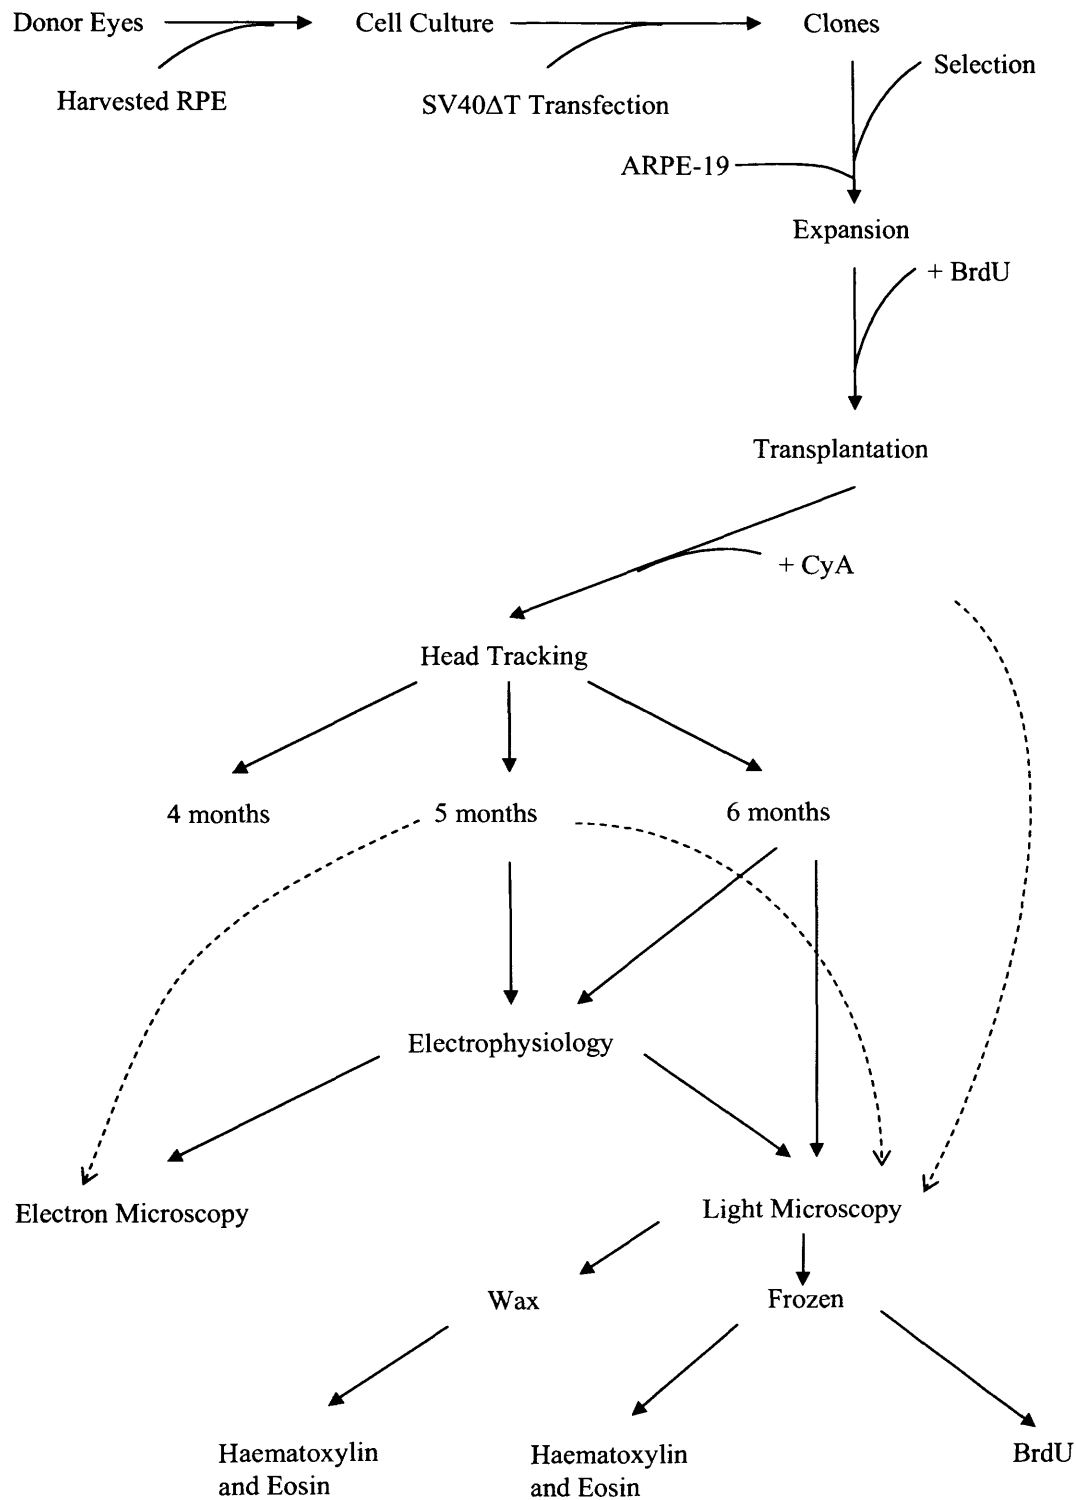 Donor Eyes
Cell Culture
Clones
Harvested RPE
SV40ΔT Transfection
Selection
ARPE-19
Expansion
+ BrdU
Transplantation
+ CyA
Head Tracking
4 months
5 months
6 months
Electrophysiology
Electron Microscopy
Light Microscopy
Wax
Frozen
Haematoxylin
and Eosin
Haematoxylin
and Eosin
BrdU